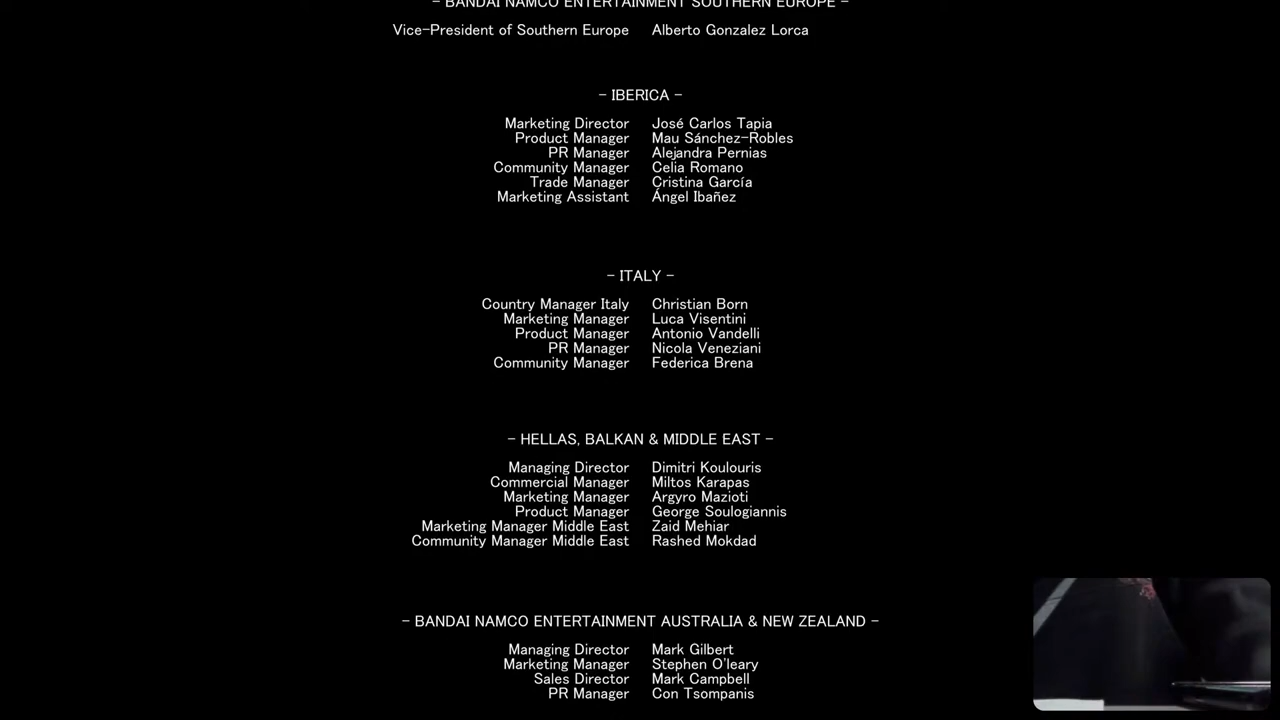 - BANDAI NAMCO ENTERTAINMENT SOUTHERN EUROPE -
Vice-President of Southern Europe Alberto Gonzalez Lorca
- IBERICA -
Marketing Director José Carlos Tapia
Product Manager Mau Sánchez-Robles
PR Manager Alejandra Pernias
Community Manager Celia Romano
Trade Manager Cristina García
Marketing Assistant Ángel Ibañez
- ITALY -
Country Manager Italy Christian Born
Marketing Manager Luca Visentini
Product Manager Antonio Vandelli
PR Manager Nicola Veneziani
Community Manager Federica Brena
- HELLAS, BALKAN & MIDDLE EAST -
Managing Director Dimitri Koulouris
Commercial Manager Miltos Karapas
Marketing Manager Argyro Mazioti
Product Manager George Soulogiannis
Marketing Manager Middle East Zaid Mehiar
Community Manager Middle East Rashed Mokdad
- BANDAI NAMCO ENTERTAINMENT AUSTRALIA & NEW ZEALAND -
Managing Director Mark Gilbert
Marketing Manager Stephen O'leary
Sales Director Mark Campbell
PR Manager Con Tsompanis